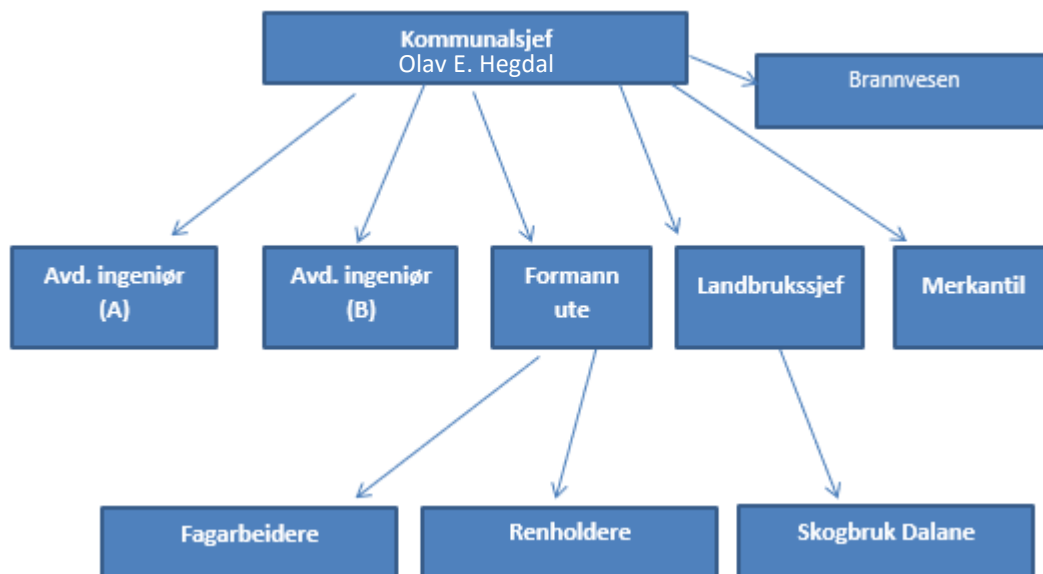 Kommunalsjef
Olav E. Hegdal
Brannvesen
Avd. ingeniør
(A)
Avd. ingeniør
(B)
Formann
ute
Landbrukssjef
Merkantil
Fagarbeidere
Renholdere
Skogbruk Dalane